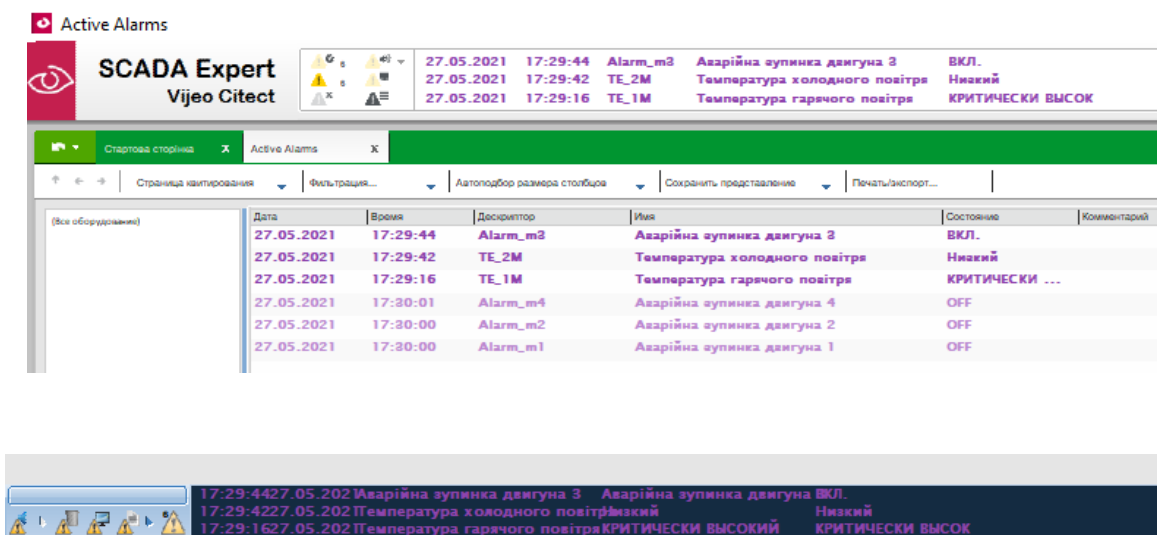 Active Alarms
SCADA Expert
Vijeo Citect
27.05.2021 17:29:44 Alarm_m3 Аварійна зупинка двигуна 3 ВКЛ.
27.05.2021 17:29:42 TE_2M Температура холодного повітря Низкий
27.05.2021 17:29:16 TE_1M Температура гарячого повітря КРИТИЧЕСКИ ВЫСОК
Стартова сторінка x Active Alarms x
Страница квитирования Фильтрация... Автоподбор размера столбцов Сохранить представление Печать/экспорт...
(Все оборудование)
Дата Время Дескриптор Имя Состояние Комментарий
27.05.2021 17:29:44 Alarm_m3 Аварійна зупинка двигуна 3 ВКЛ.
27.05.2021 17:29:42 TE_2M Температура холодного повітря Низкий
27.05.2021 17:29:16 TE_1M Температура гарячого повітря КРИТИЧЕСКИ ...
27.05.2021 17:30:01 Alarm_m4 Аварійна зупинка двигуна 4 OFF
27.05.2021 17:30:00 Alarm_m2 Аварійна зупинка двигуна 2 OFF
27.05.2021 17:30:00 Alarm_m1 Аварійна зупинка двигуна 1 OFF
17:29:4427.05.2021Аварійна зупинка двигуна 3 Аварійна зупинка двигуна ВКЛ.
17:29:4227.05.2021Температура холодного повітр Низкий Низкий
17:29:1627.05.2021Температура гарячого повітря КРИТИЧЕСКИ ВЫСОКИЙ КРИТИЧЕСКИ ВЫСОК